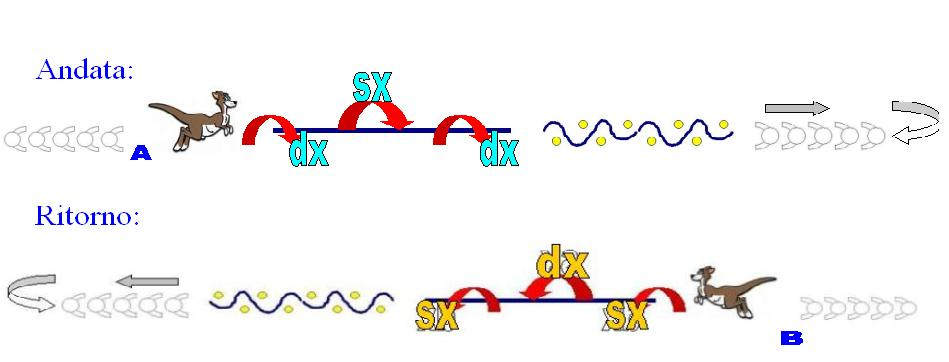 Andata:
sx
dx
dx
A
Ritorno:
dx
sx
sx
B